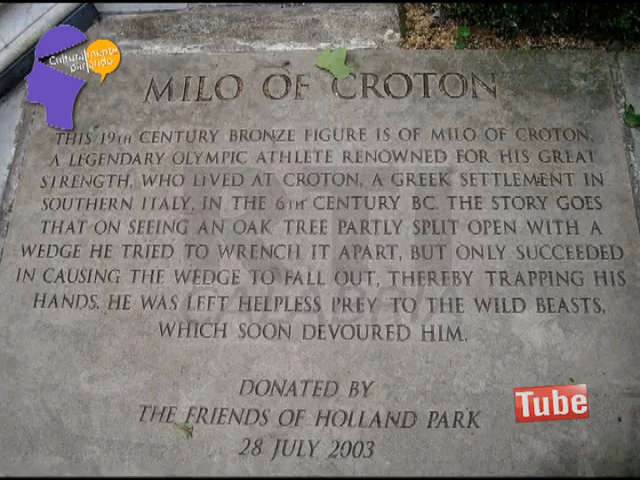 Culturalmente parlando
MILO OF CROTON
THIS 19TH CENTURY BRONZE FIGURE IS OF MILO OF CROTON,
A LEGENDARY OLYMPIC ATHLETE RENOWNED FOR HIS GREAT
STRENGTH, WHO LIVED AT CROTON, A GREEK SETTLEMENT IN
SOUTHERN ITALY, IN THE 6TH CENTURY BC. THE STORY GOES
THAT ON SEEING AN OAK TREE PARTLY SPLIT OPEN WITH A
WEDGE HE TRIED TO WRENCH IT APART, BUT ONLY SUCCEEDED
IN CAUSING THE WEDGE TO FALL OUT, THEREBY TRAPPING HIS
HANDS. HE WAS LEFT HELPLESS PREY TO THE WILD BEASTS,
WHICH SOON DEVOURED HIM.
DONATED BY
THE FRIENDS OF HOLLAND PARK
28 JULY 2003
Tube